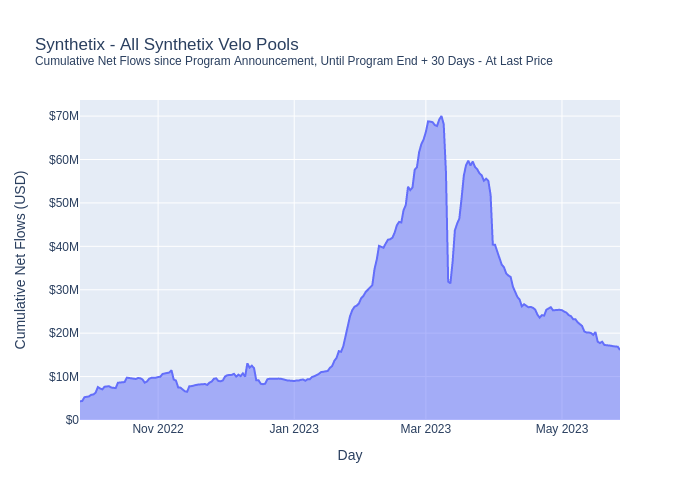 Synthetix - All Synthetix Velo Pools
Cumulative Net Flows since Program Announcement, Until Program End + 30 Days - At Last Price
Cumulative Net Flows (USD)
$70M
$60M
$50M
$40M
$30M
$20M
$10M
$0
Nov 2022 Jan 2023 Mar 2023 May 2023
Day